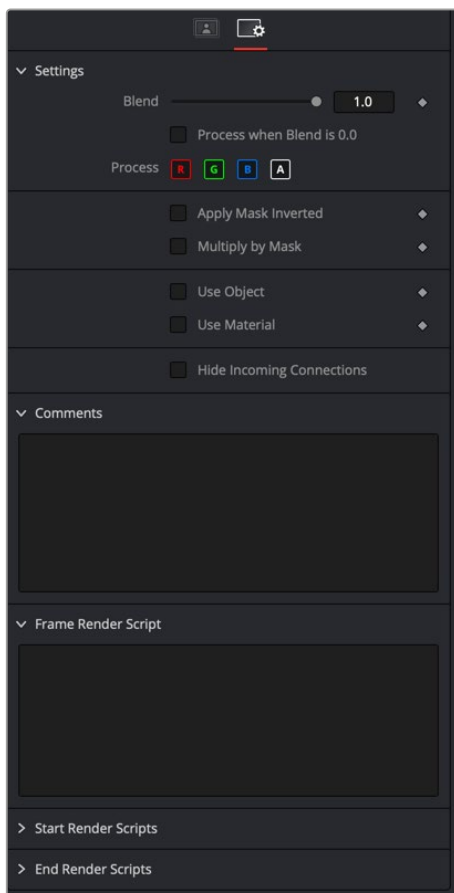 Settings
Blend 1.0
Process when Blend is 0.0
Process R G B A
Apply Mask Inverted
Multiply by Mask
Use Object
Use Material
Hide Incoming Connections
Comments
Frame Render Script
Start Render Scripts
End Render Scripts